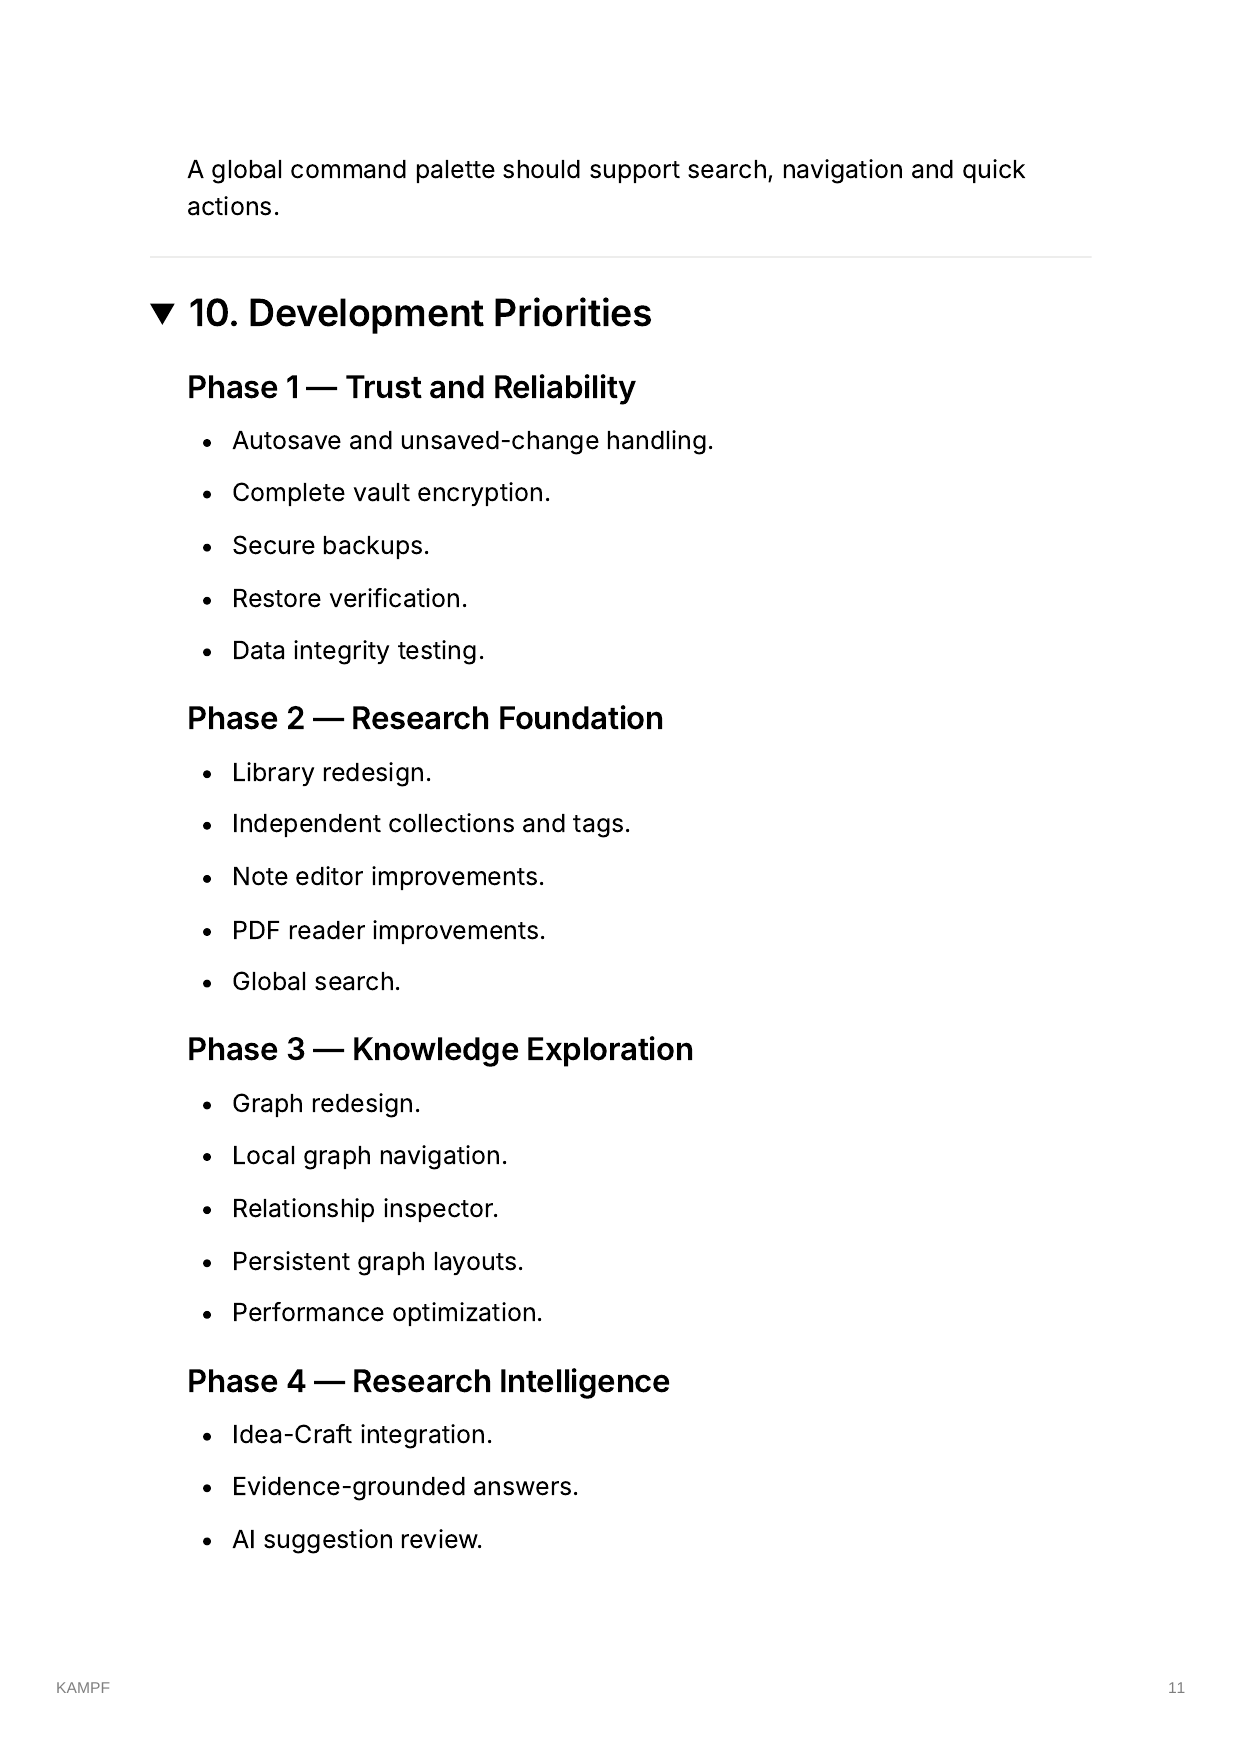 A global command palette should support search, navigation and quick
actions.
▼ 10. Development Priorities
Phase 1 — Trust and Reliability
• Autosave and unsaved-change handling.
• Complete vault encryption.
• Secure backups.
• Restore verification.
• Data integrity testing.
Phase 2 — Research Foundation
• Library redesign.
• Independent collections and tags.
• Note editor improvements.
• PDF reader improvements.
• Global search.
Phase 3 — Knowledge Exploration
• Graph redesign.
• Local graph navigation.
• Relationship inspector.
• Persistent graph layouts.
• Performance optimization.
Phase 4 — Research Intelligence
• Idea-Craft integration.
• Evidence-grounded answers.
• AI suggestion review.
KAMPF 11